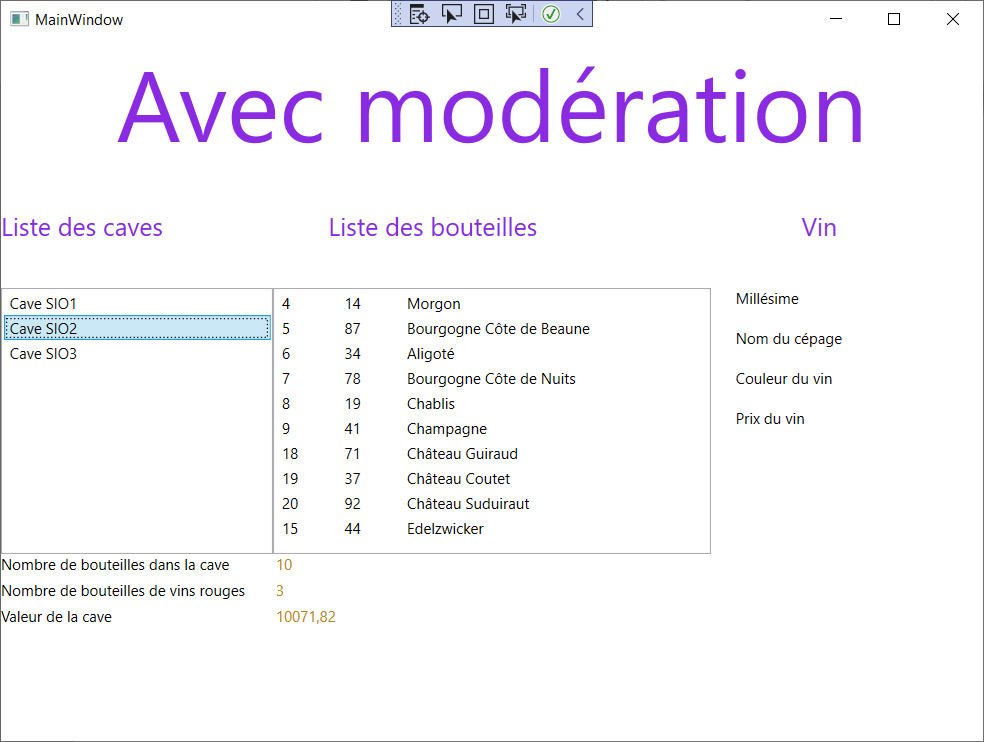 MainWindow
Avec modération
Liste des caves Liste des bouteilles Vin
Cave SIO1
Cave SIO2
Cave SIO3
4 14 Morgon
5 87 Bourgogne Côte de Beaune
6 34 Aligoté
7 78 Bourgogne Côte de Nuits
8 19 Chablis
9 41 Champagne
18 71 Château Guiraud
19 37 Château Coutet
20 92 Château Suduiraut
15 44 Edelzwicker
Millésime
Nom du cépage
Couleur du vin
Prix du vin
Nombre de bouteilles dans la cave 10
Nombre de bouteilles de vins rouges 3
Valeur de la cave 10071,82